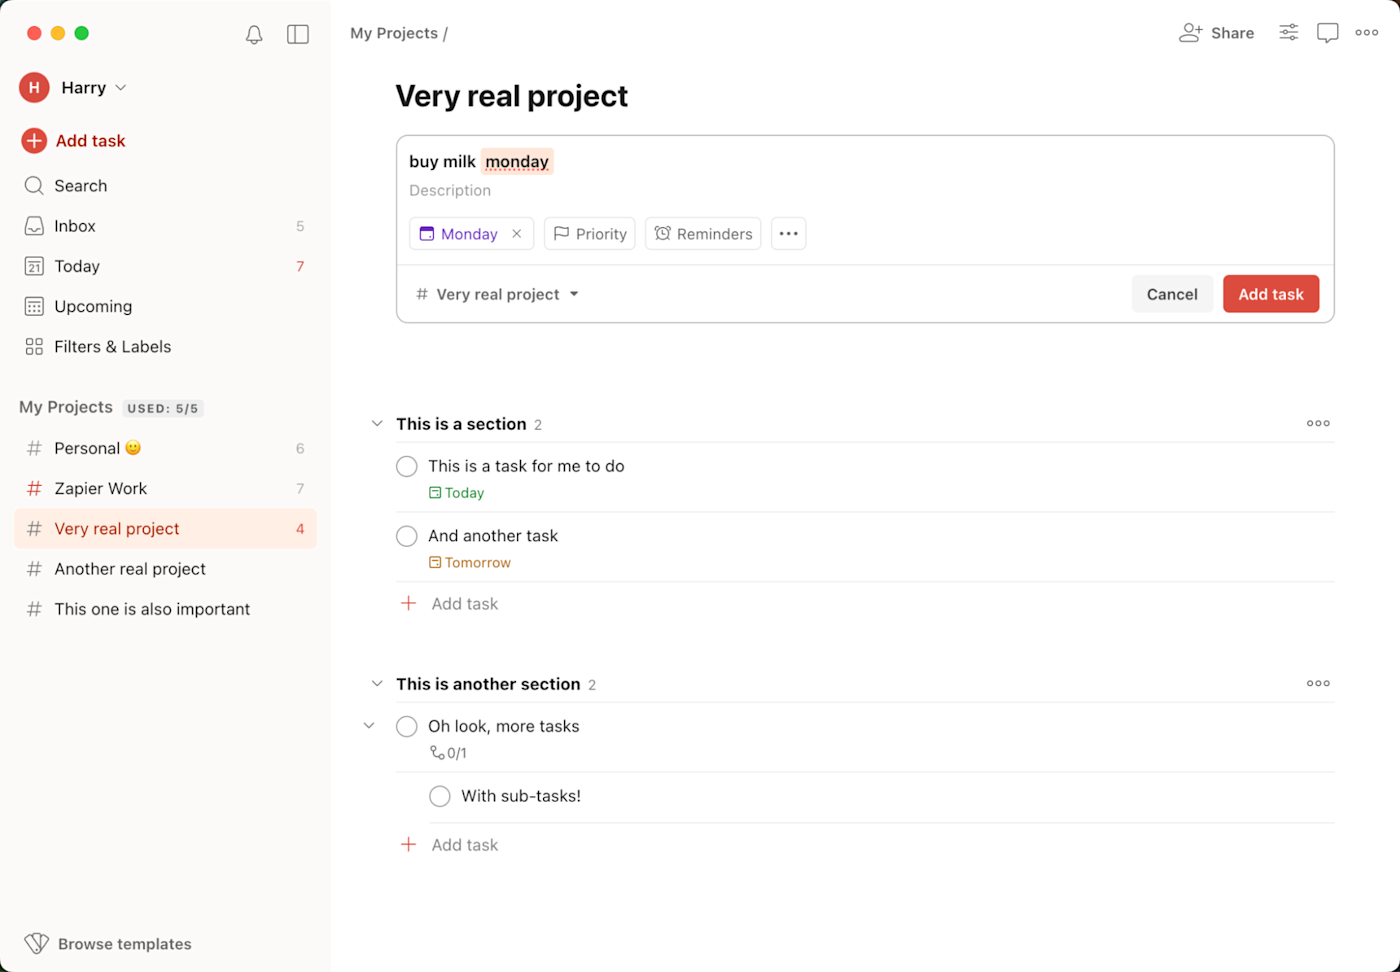 H Harry
Add task
Search
Inbox 5
21 Today 7
Upcoming
Filters & Labels
My Projects USED: 5/5
# Personal 🙂 6
# Zapier Work 7
# Very real project 4
# Another real project
# This one is also important
Browse templates
My Projects /
Share
Very real project
buy milk monday
Description
Monday × Priority Reminders
# Very real project
Cancel Add task
This is a section 2
This is a task for me to do
Today
And another task
Tomorrow
+ Add task
This is another section 2
Oh look, more tasks
0/1
With sub-tasks!
+ Add task